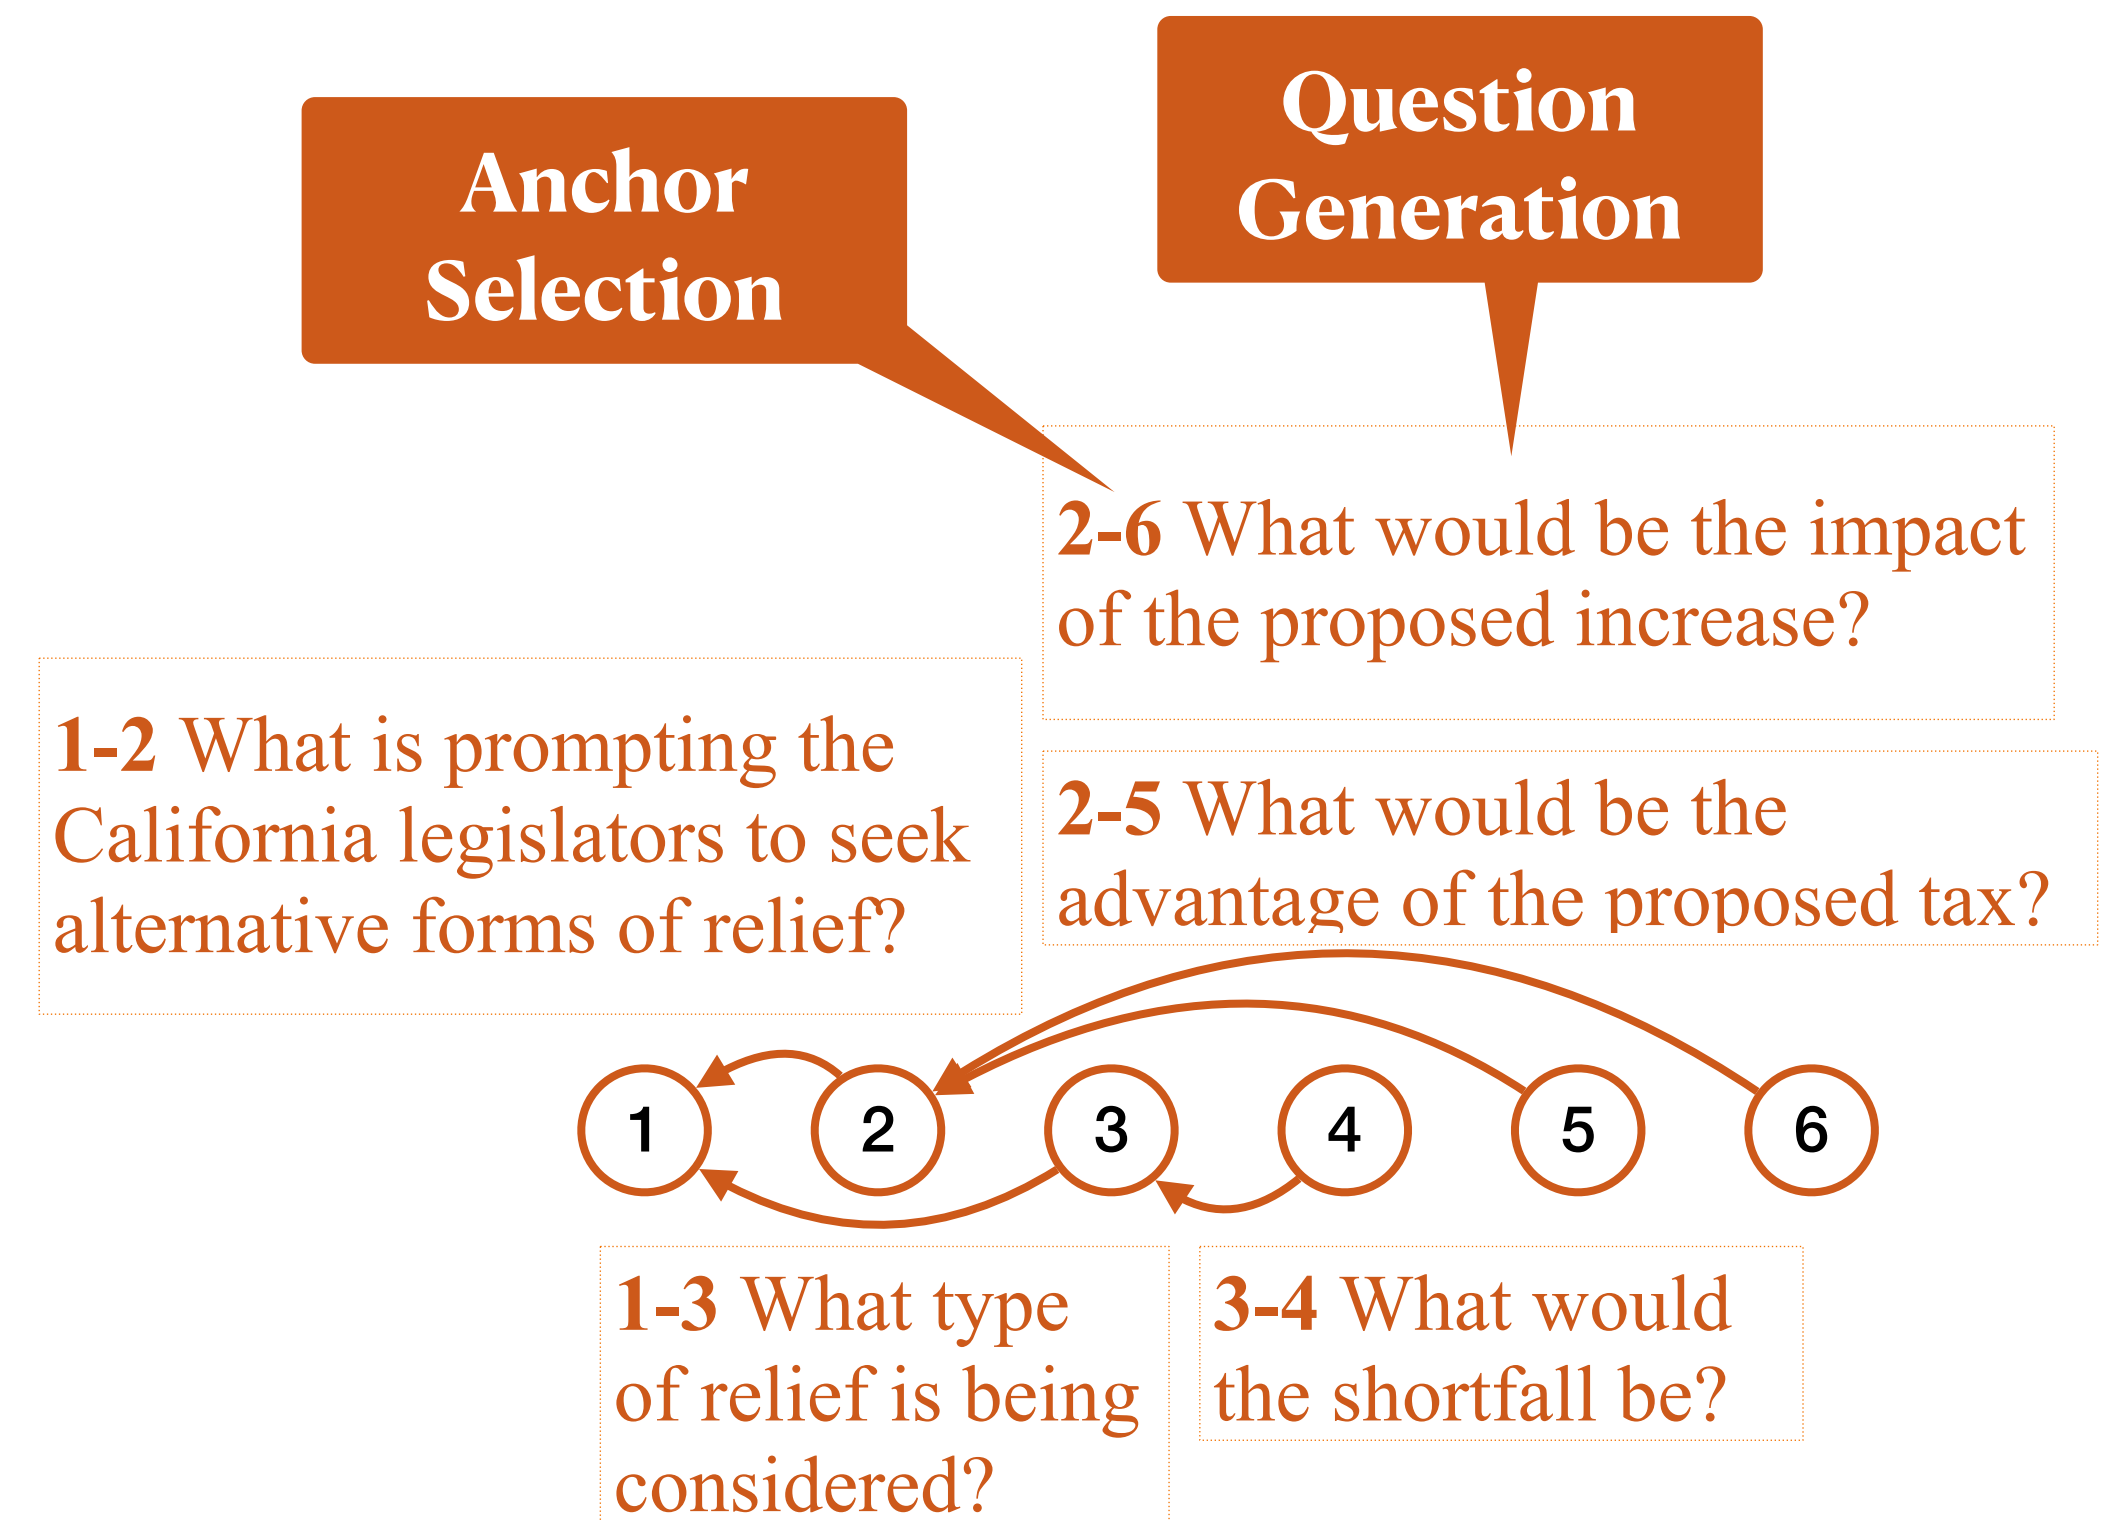 Anchor
Selection
Question
Generation
2-6 What would be the impact
of the proposed increase?
1-2 What is prompting the
California legislators to seek
alternative forms of relief?
2-5 What would be the
advantage of the proposed tax?
1
2
3
4
5
6
1-3 What type
of relief is being
considered?
3-4 What would
the shortfall be?